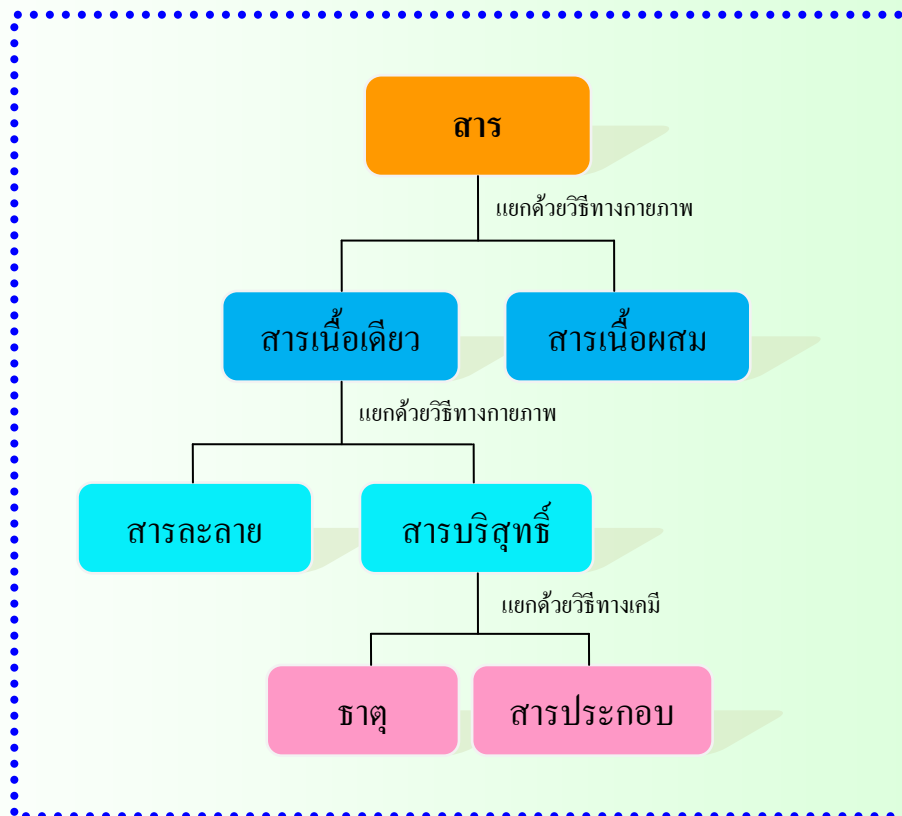 สาร
แยกด้วยวิธีทางกายภาพ
สารเนื้อเดียว
สารเนื้อผสม
แยกด้วยวิธีทางกายภาพ
สารละลาย
สารบริสุทธิ์
แยกด้วยวิธีทางเคมี
ธาตุ
สารประกอบ